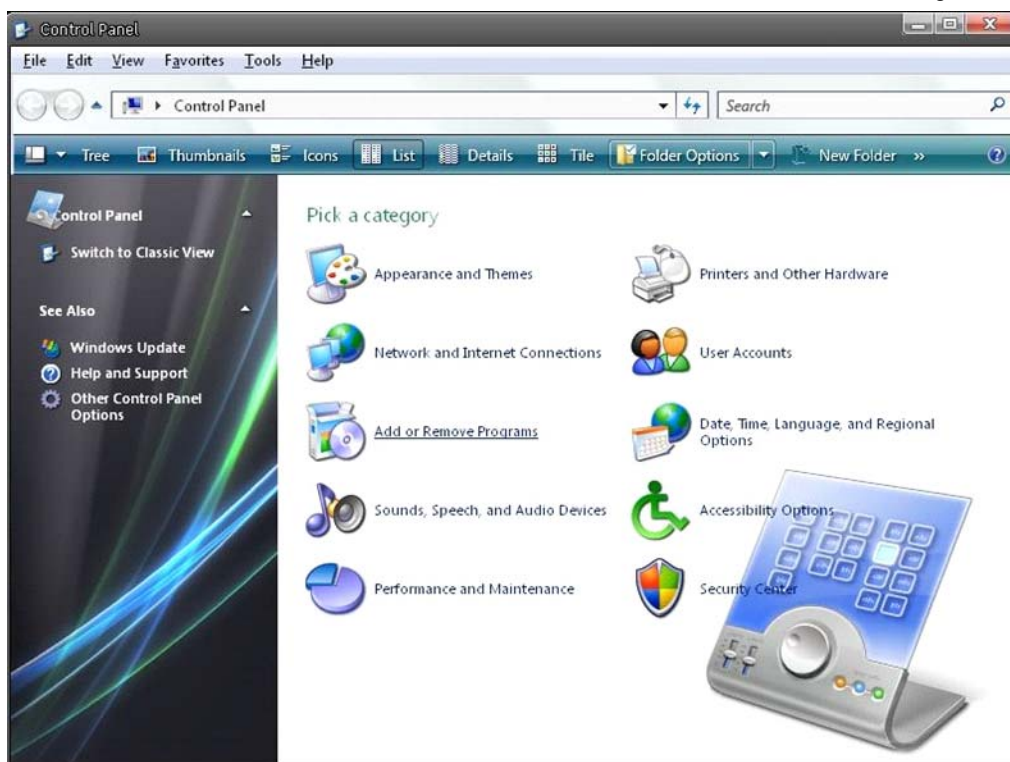 Control Panel
File Edit View Favorites Tools Help
Control Panel Search
Tree Thumbnails Icons List Details Tile Folder Options New Folder »
Control Panel
Switch to Classic View
See Also
Windows Update
Help and Support
Other Control Panel
Options
Pick a category
Appearance and Themes
Printers and Other Hardware
Network and Internet Connections
User Accounts
Add or Remove Programs
Date, Time, Language, and Regional
Options
Sounds, Speech, and Audio Devices
Accessibility Options
Performance and Maintenance
Security Center